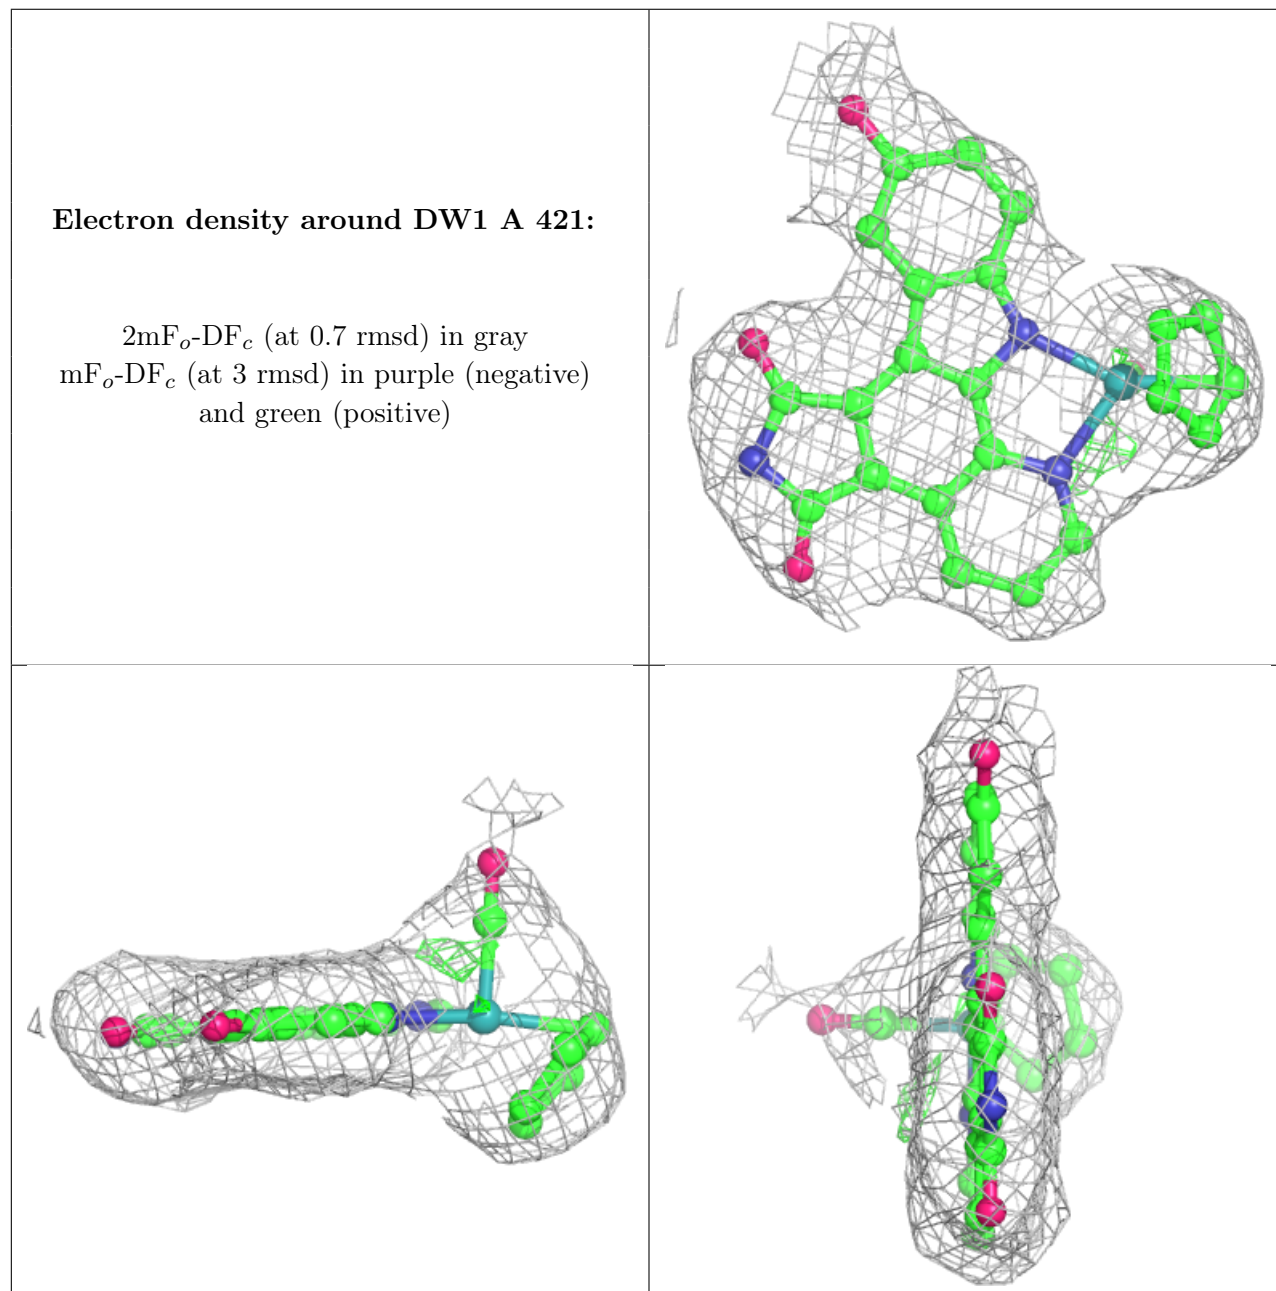 Electron density around DW1 A 421:
2mFo-DFc (at 0.7 rmsd) in gray
mFo-DFc (at 3 rmsd) in purple (negative)
and green (positive)